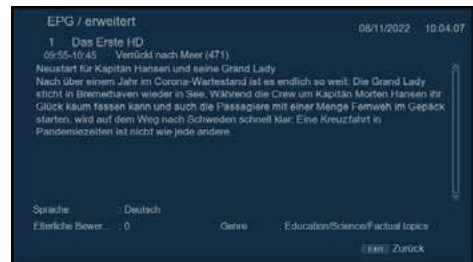 EPG / erweitert
08/11/2022 10:04:07
1 Das Erste HD
09:55-10:45 Verrückt nach Meer (471)
Neustart für Kapitän Hansen und seine Grand Lady
Nach über einem Jahr im Corona-Wartestand ist es endlich so weit: Die Grand Lady
sticht in Bremerhaven wieder in See. Während die Crew um Kapitän Morten Hansen ihr
Glück kaum fassen kann und auch die Passagiere mit einer Menge Fernweh im Gepäck
starten, wird auf dem Weg nach Schweden schnell klar: Eine Kreuzfahrt in
Pandemiezeiten ist nicht wie jede andere.
Sprache : Deutsch
Elterliche Bewer... : 0 Genre : Education/Science/Factual topics
EXIT Zurück